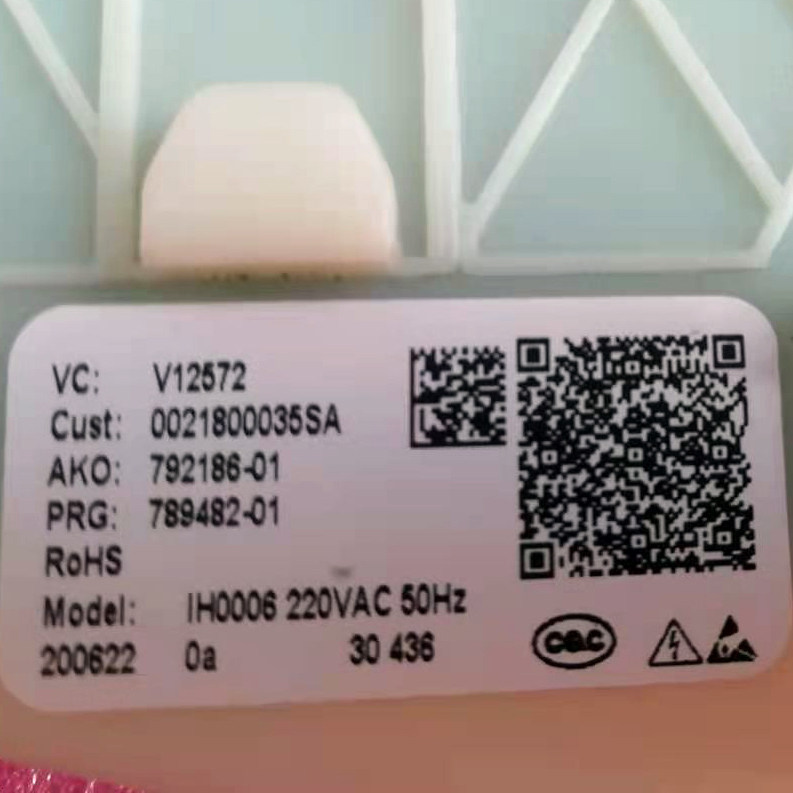 VC: V12572
Cust: 0021800035SA
AKO: 792186-01
PRG: 789482-01
RoHS
Model: IH0006 220VAC 50Hz
200622 0a 30 436